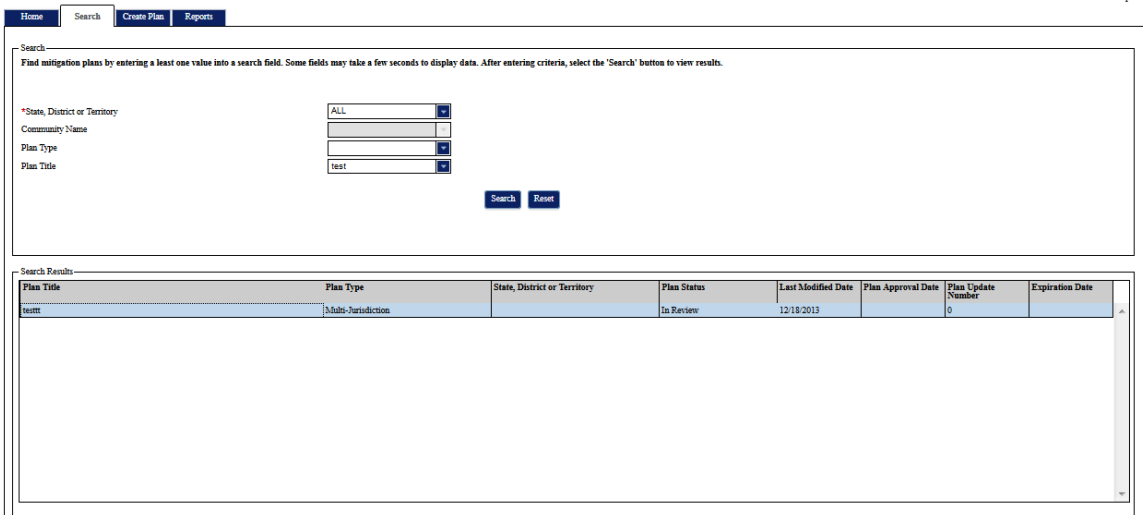 Home Search Create Plan Reports
Search
Find mitigation plans by entering a least one value into a search field. Some fields may take a few seconds to display data. After entering criteria, select the 'Search' button to view results.
*State, District or Territory ALL
Community Name
Plan Type
Plan Title test
Search Reset
Search Results
Plan Title Plan Type State, District or Territory Plan Status Last Modified Date Plan Approval Date Plan Update Number Expiration Date
testtt Multi-Jurisdiction In Review 12/18/2013 0